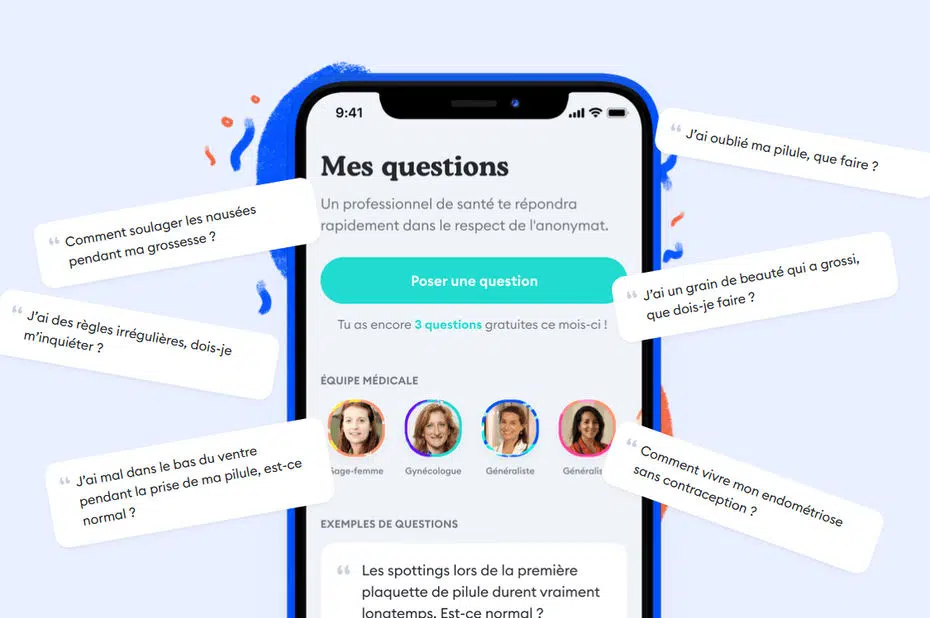 9:41
Mes questions
Un professionnel de santé te répondra
rapidement dans le respect de l'anonymat.
Poser une question
Tu as encore 3 questions gratuites ce mois-ci !
ÉQUIPE MÉDICALE
Sage-femme
Gynécologue
Généraliste
EXEMPLES DE QUESTIONS
“ Les spottings lors de la première
plaquette de pilule durent vraiment
longtemps. Est-ce normal ?
“ Comment soulager les nausées
pendant ma grossesse ?
“ J’ai des règles irrégulières, dois-je
m’inquiéter ?
“ J’ai mal dans le bas du ventre
pendant la prise de ma pilule, est-ce
normal ?
“ J’ai oublié ma pilule, que faire ?
“ J’ai un grain de beauté qui a grossi,
que dois-je faire ?
“ Comment vivre mon endométriose
sans contraception ?